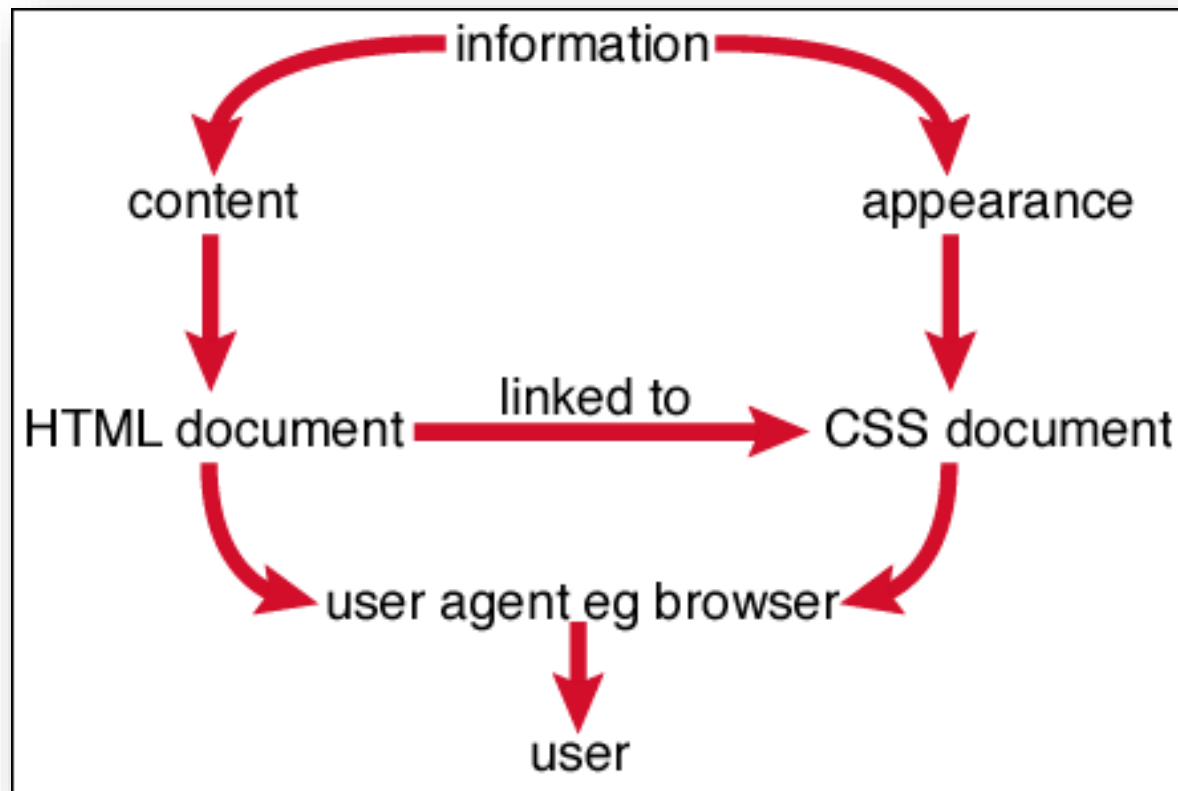 information
content
appearance
linked to
HTML document
CSS document
user agent eg browser
user